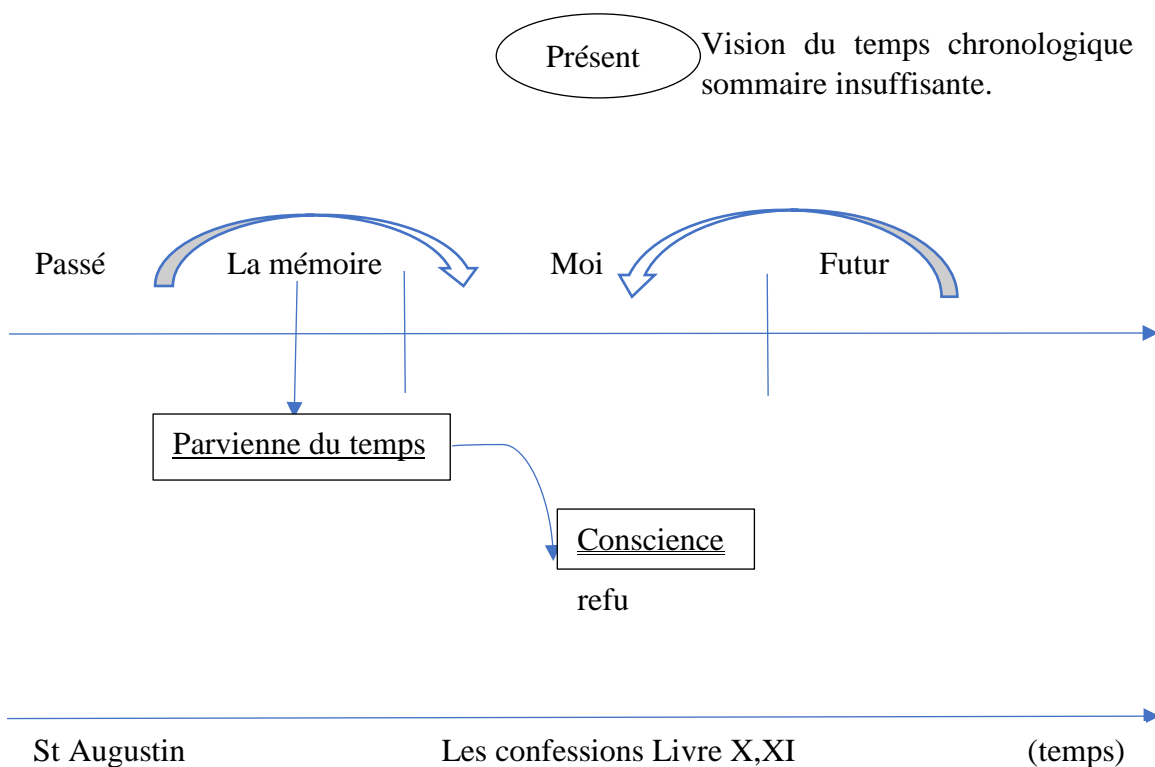 Présent
Vision du temps chronologique
sommaire insuffisante.
Passé La mémoire Moi Futur
Parvienne du temps
Conscience
refu
St Augustin Les confessions Livre X,XI (temps)